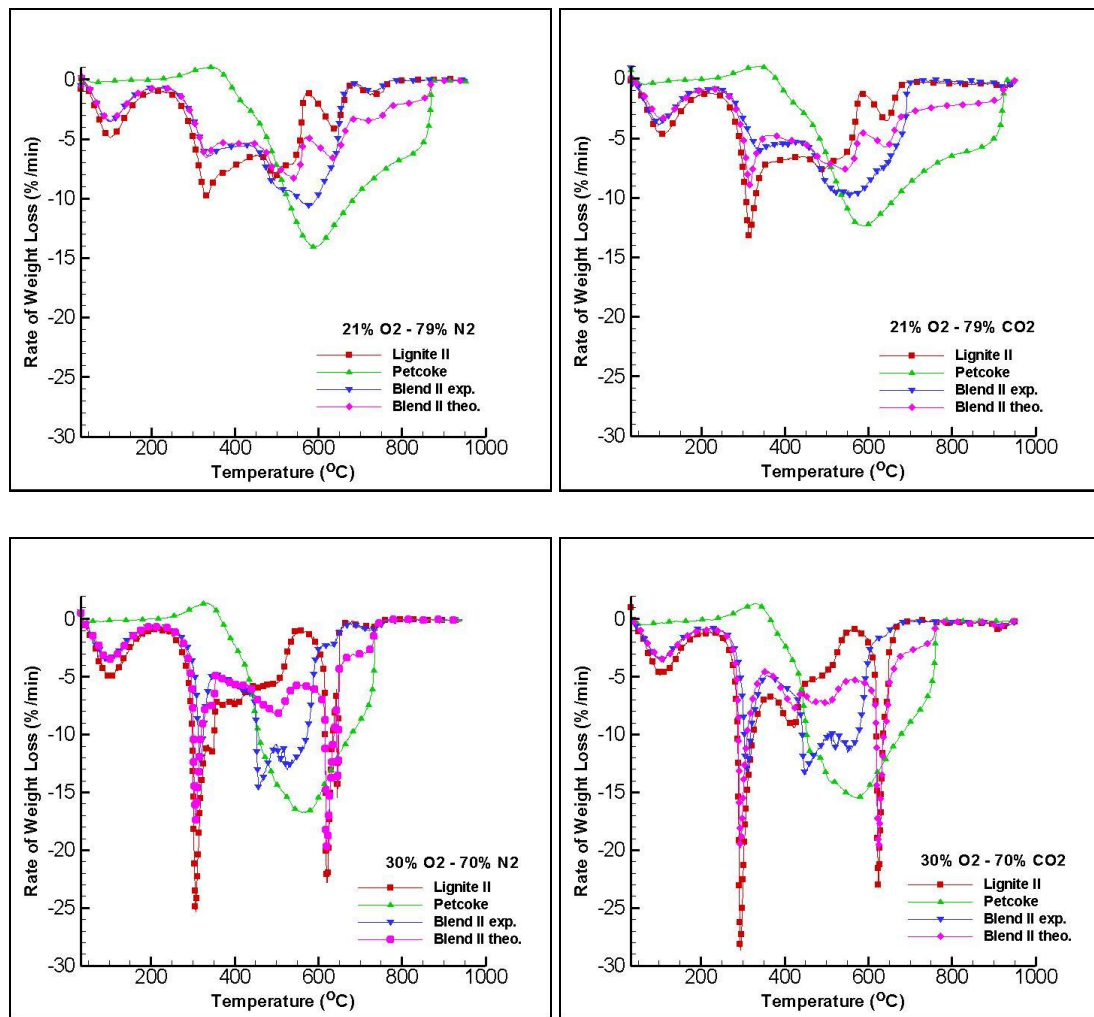 0
-5
-10
-15
-20
-25
-30
200 400 600 800 1000
Rate of Weight Loss (% /min)
Temperature (ºC)
21% O2 - 79% N2
Lignite II
Petcoke
Blend II exp.
Blend II theo.
0
-5
-10
-15
-20
-25
-30
200 400 600 800 1000
Rate of Weight Loss (% /min)
Temperature (ºC)
21% O2 - 79% CO2
Lignite II
Petcoke
Blend II exp.
Blend II theo.
0
-5
-10
-15
-20
-25
-30
200 400 600 800 1000
Rate of Weight Loss (% /min)
Temperature (ºC)
30% O2 - 70% N2
Lignite II
Petcoke
Blend II exp.
Blend II theo.
0
-5
-10
-15
-20
-25
-30
200 400 600 800 1000
Rate of Weight Loss (% /min)
Temperature (ºC)
30% O2 - 70% CO2
Lignite II
Petcoke
Blend II exp.
Blend II theo.